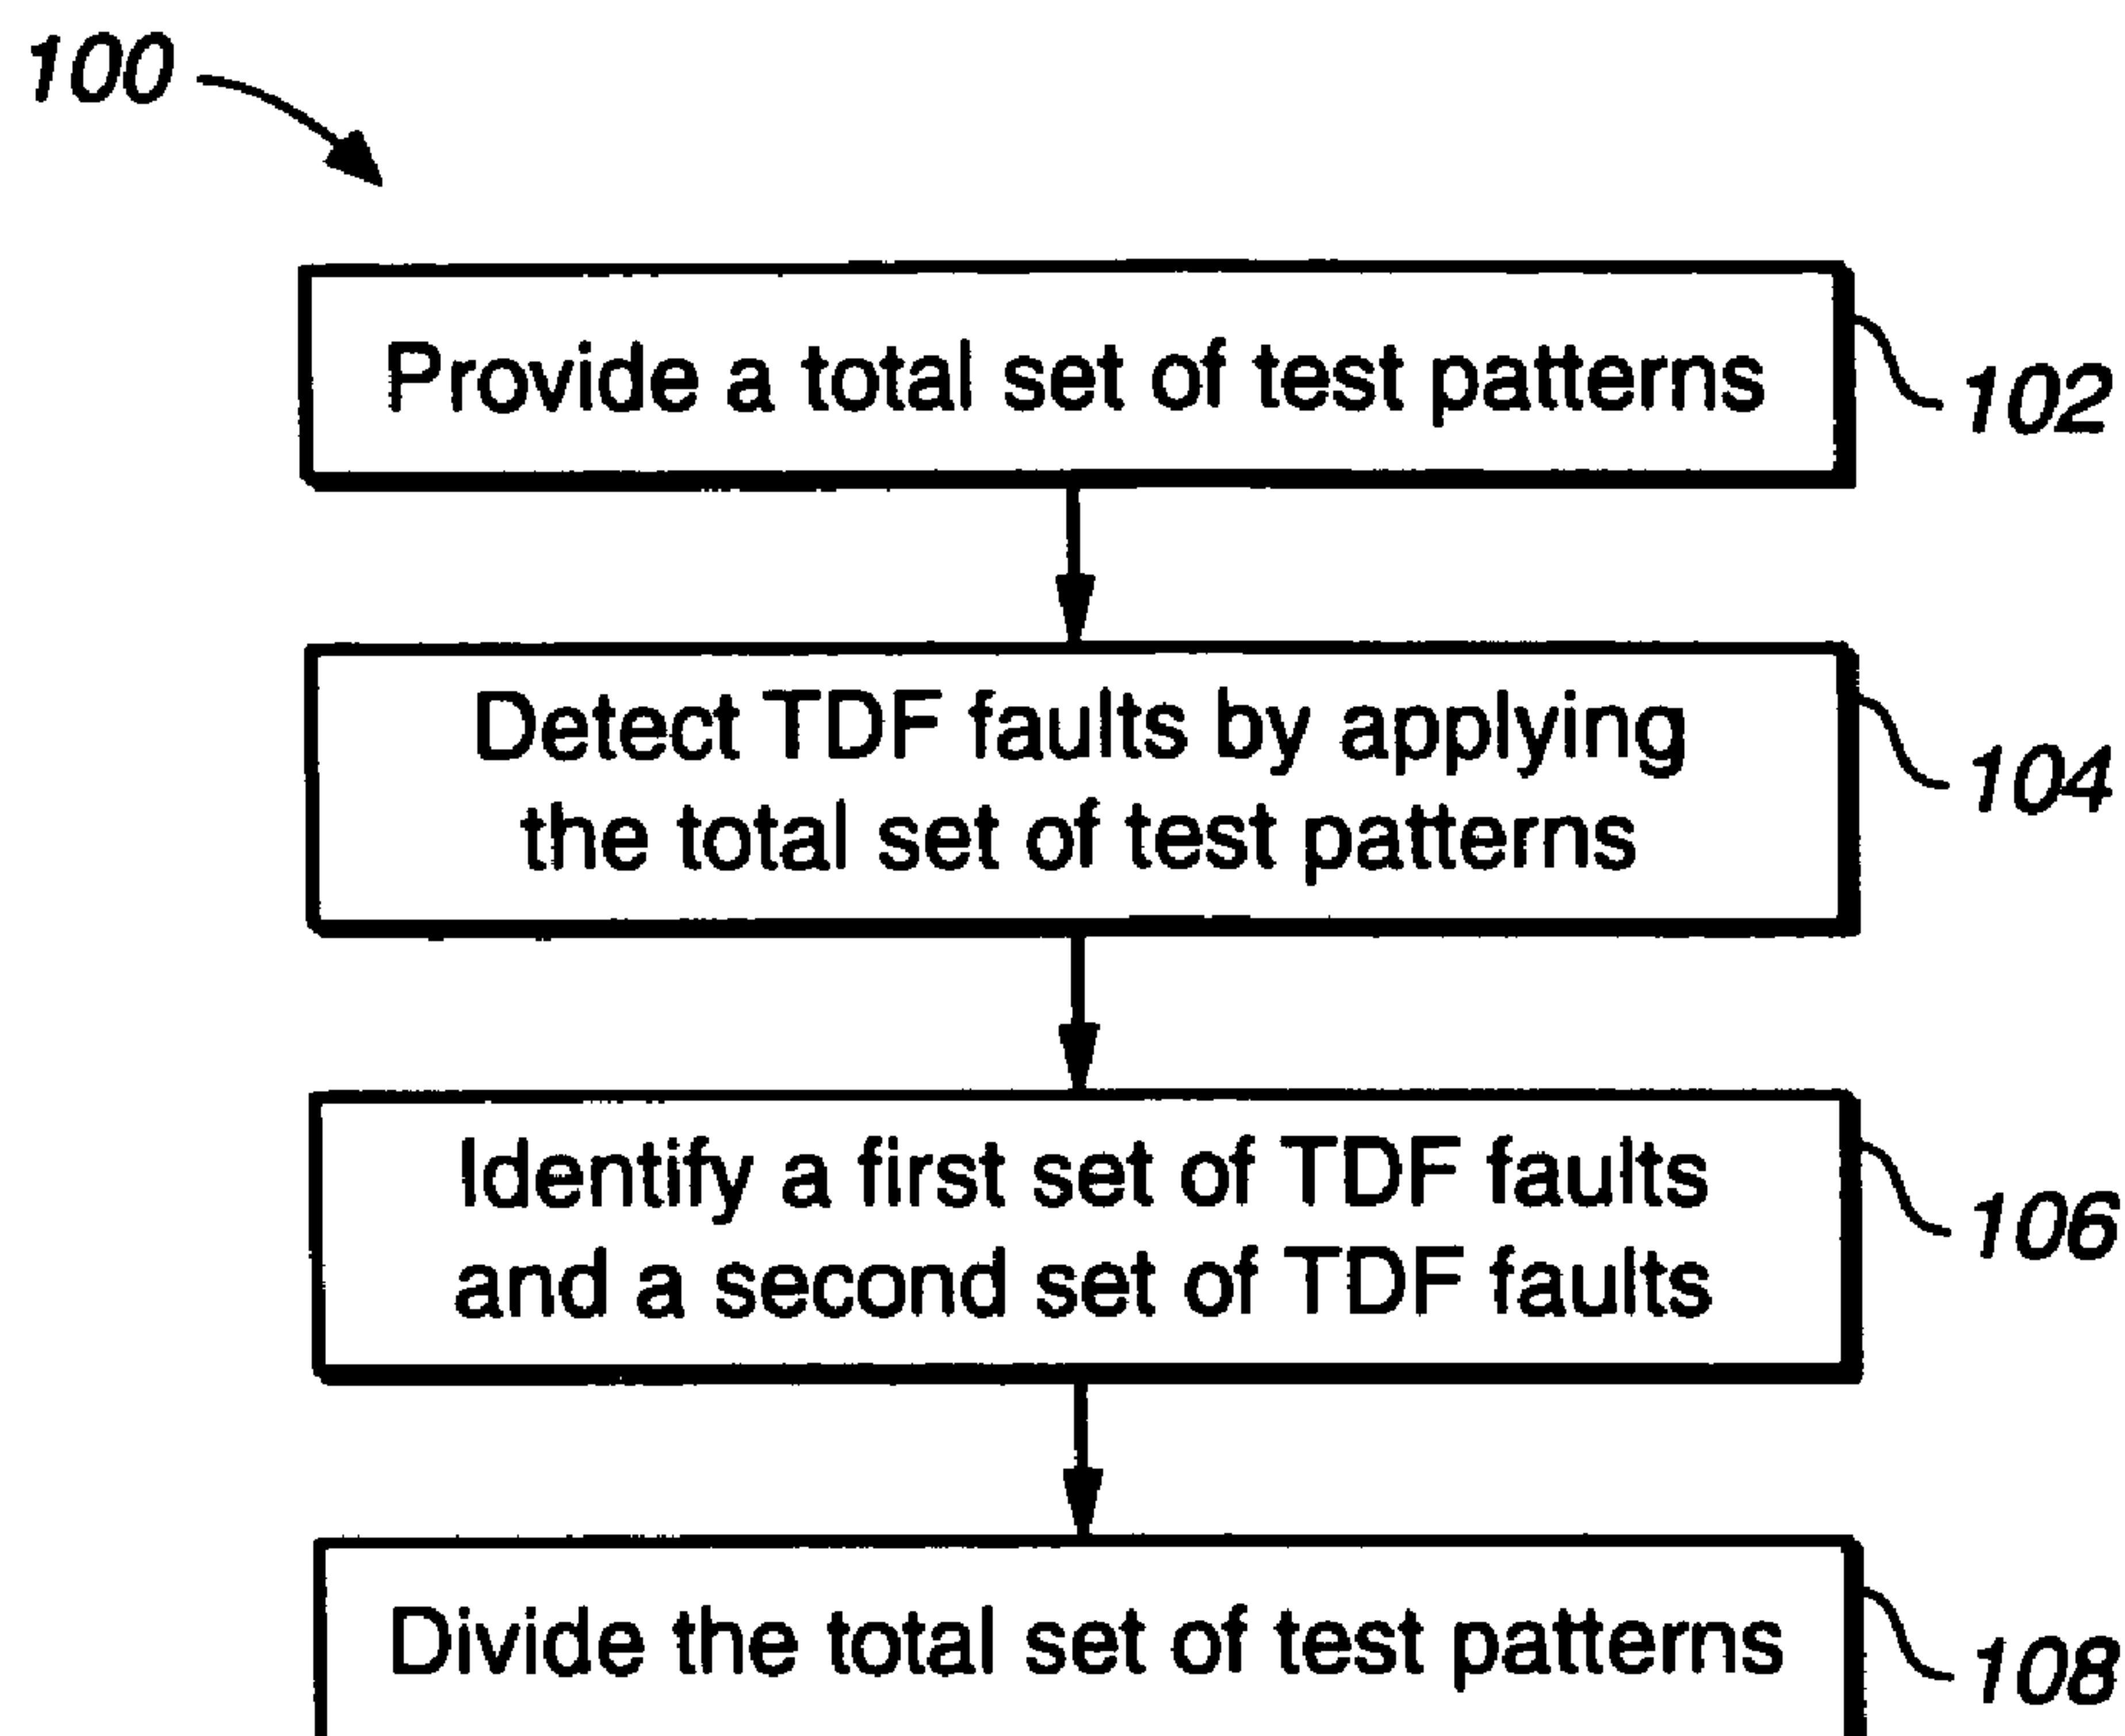 100
Provide a total set of test patterns
102
Detect TDF faults by applying
the total set of test patterns
104
Identify a first set of TDF faults
and a second set of TDF faults
106
Divide the total set of test patterns
108